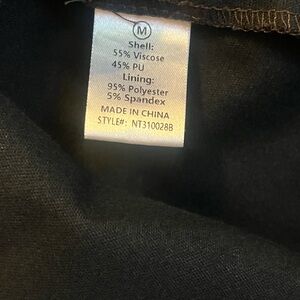 M
Shell:
55% Viscose
45% PU
Lining:
95% Polyester
5% Spandex
MADE IN CHINA
STYLE#: NT310028B